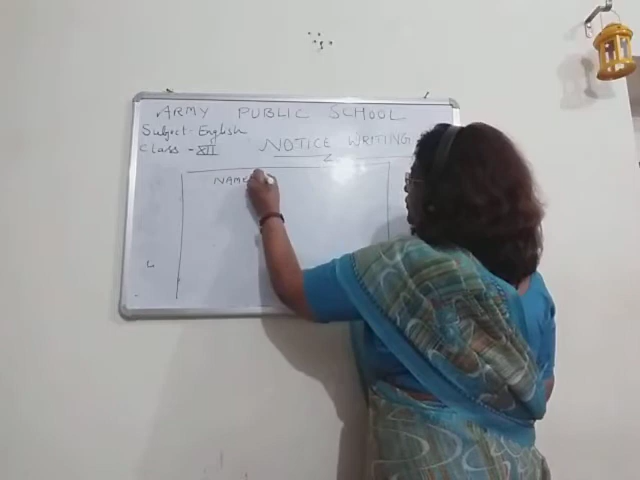 ARMY PUBLIC SCHOOL
Subject - English
Class - XII
NOTICE WRITING
NAME